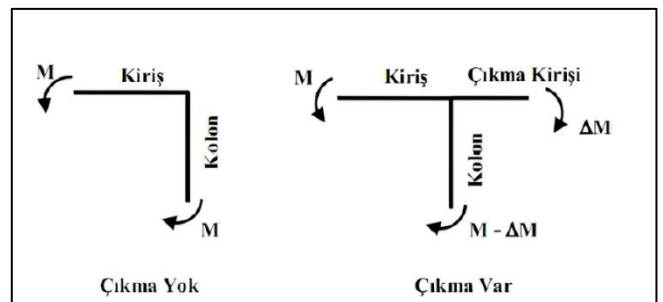 M
Kiriş
Kolon
M
Çıkma Yok
M
Kiriş
Çıkma Kirişi
ΔM
Kolon
M - ΔM
Çıkma Var